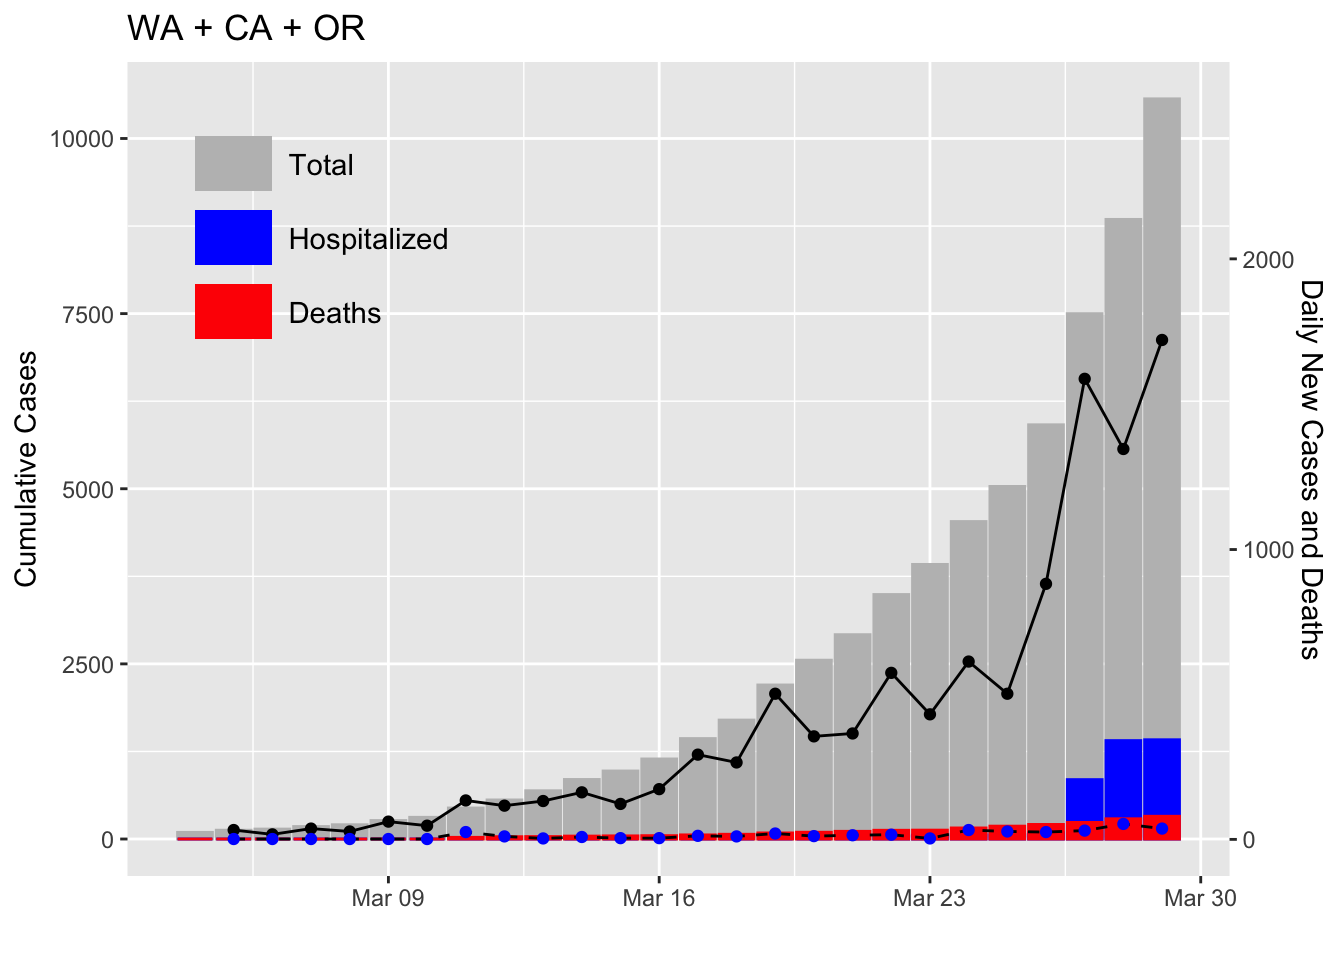 WA + CA + OR
Cumulative Cases
10000
7500
5000
2500
0
Total
Hospitalized
Deaths
2000
1000
0
Daily New Cases and Deaths
Mar 09
Mar 16
Mar 23
Mar 30